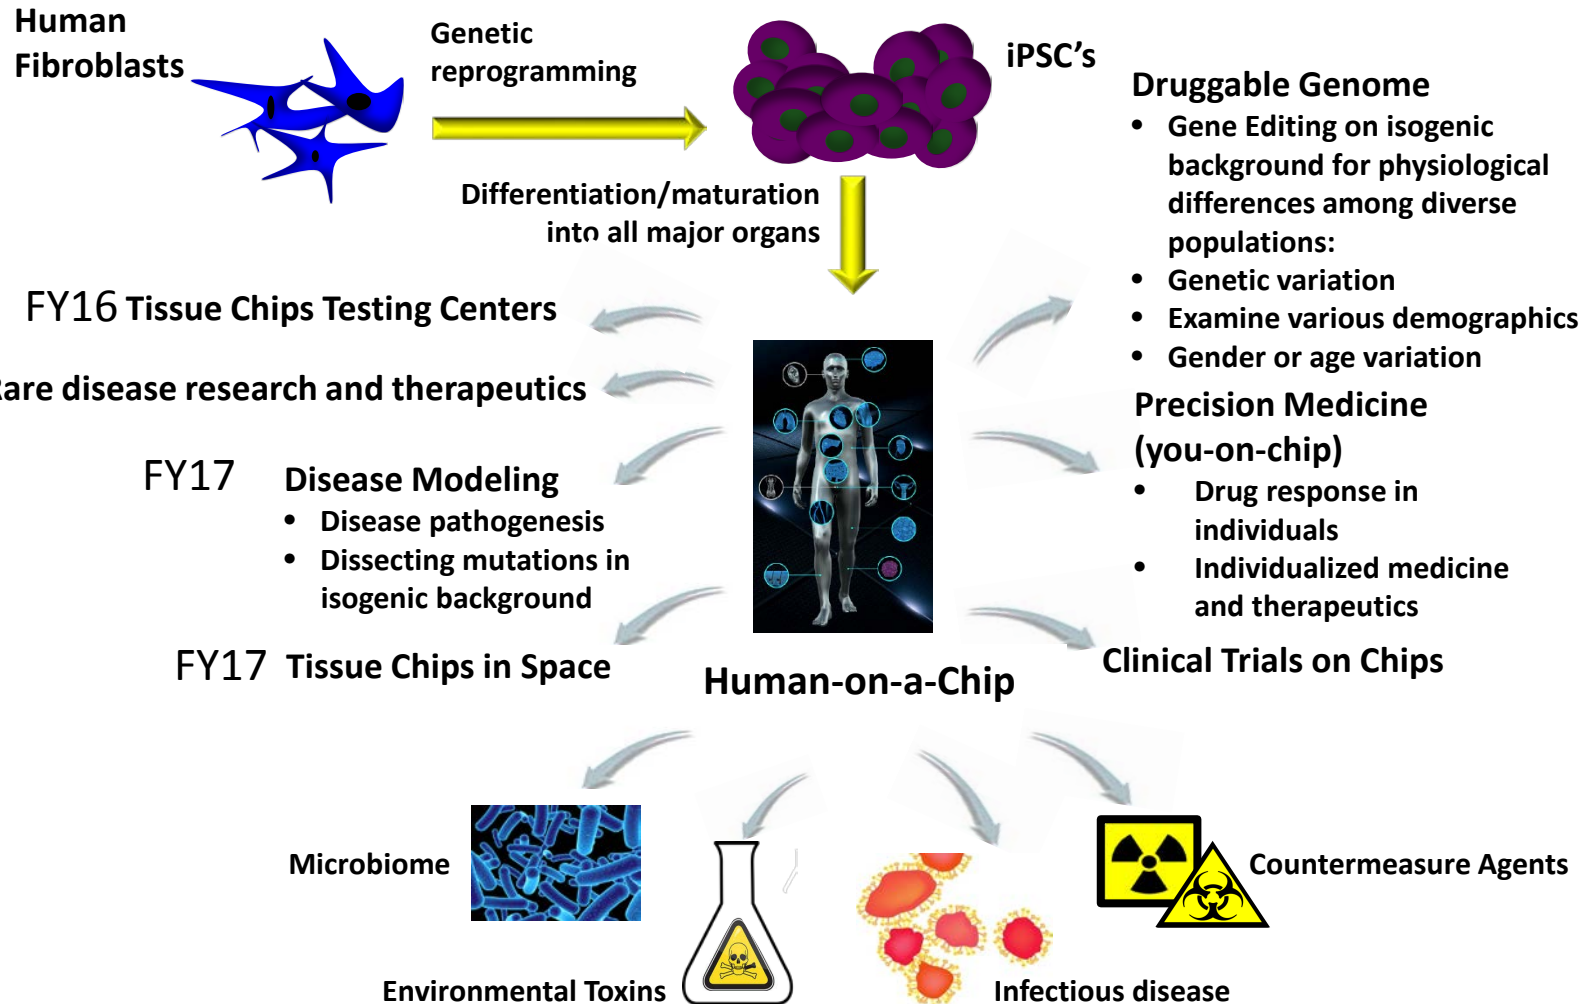 Human
Fibroblasts
Genetic
reprogramming
iPSC’s
Differentiation/maturation
into all major organs
Druggable Genome
• Gene Editing on isogenic
background for physiological
differences among diverse
populations:
• Genetic variation
• Examine various demographics
• Gender or age variation
FY16 Tissue Chips Testing Centers
are disease research and therapeutics
FY17 Disease Modeling
• Disease pathogenesis
• Dissecting mutations in
isogenic background
FY17 Tissue Chips in Space
Precision Medicine
(you-on-chip)
• Drug response in
individuals
• Individualized medicine
and therapeutics
Clinical Trials on Chips
Human-on-a-Chip
Microbiome
Environmental Toxins
Infectious disease
Countermeasure Agents